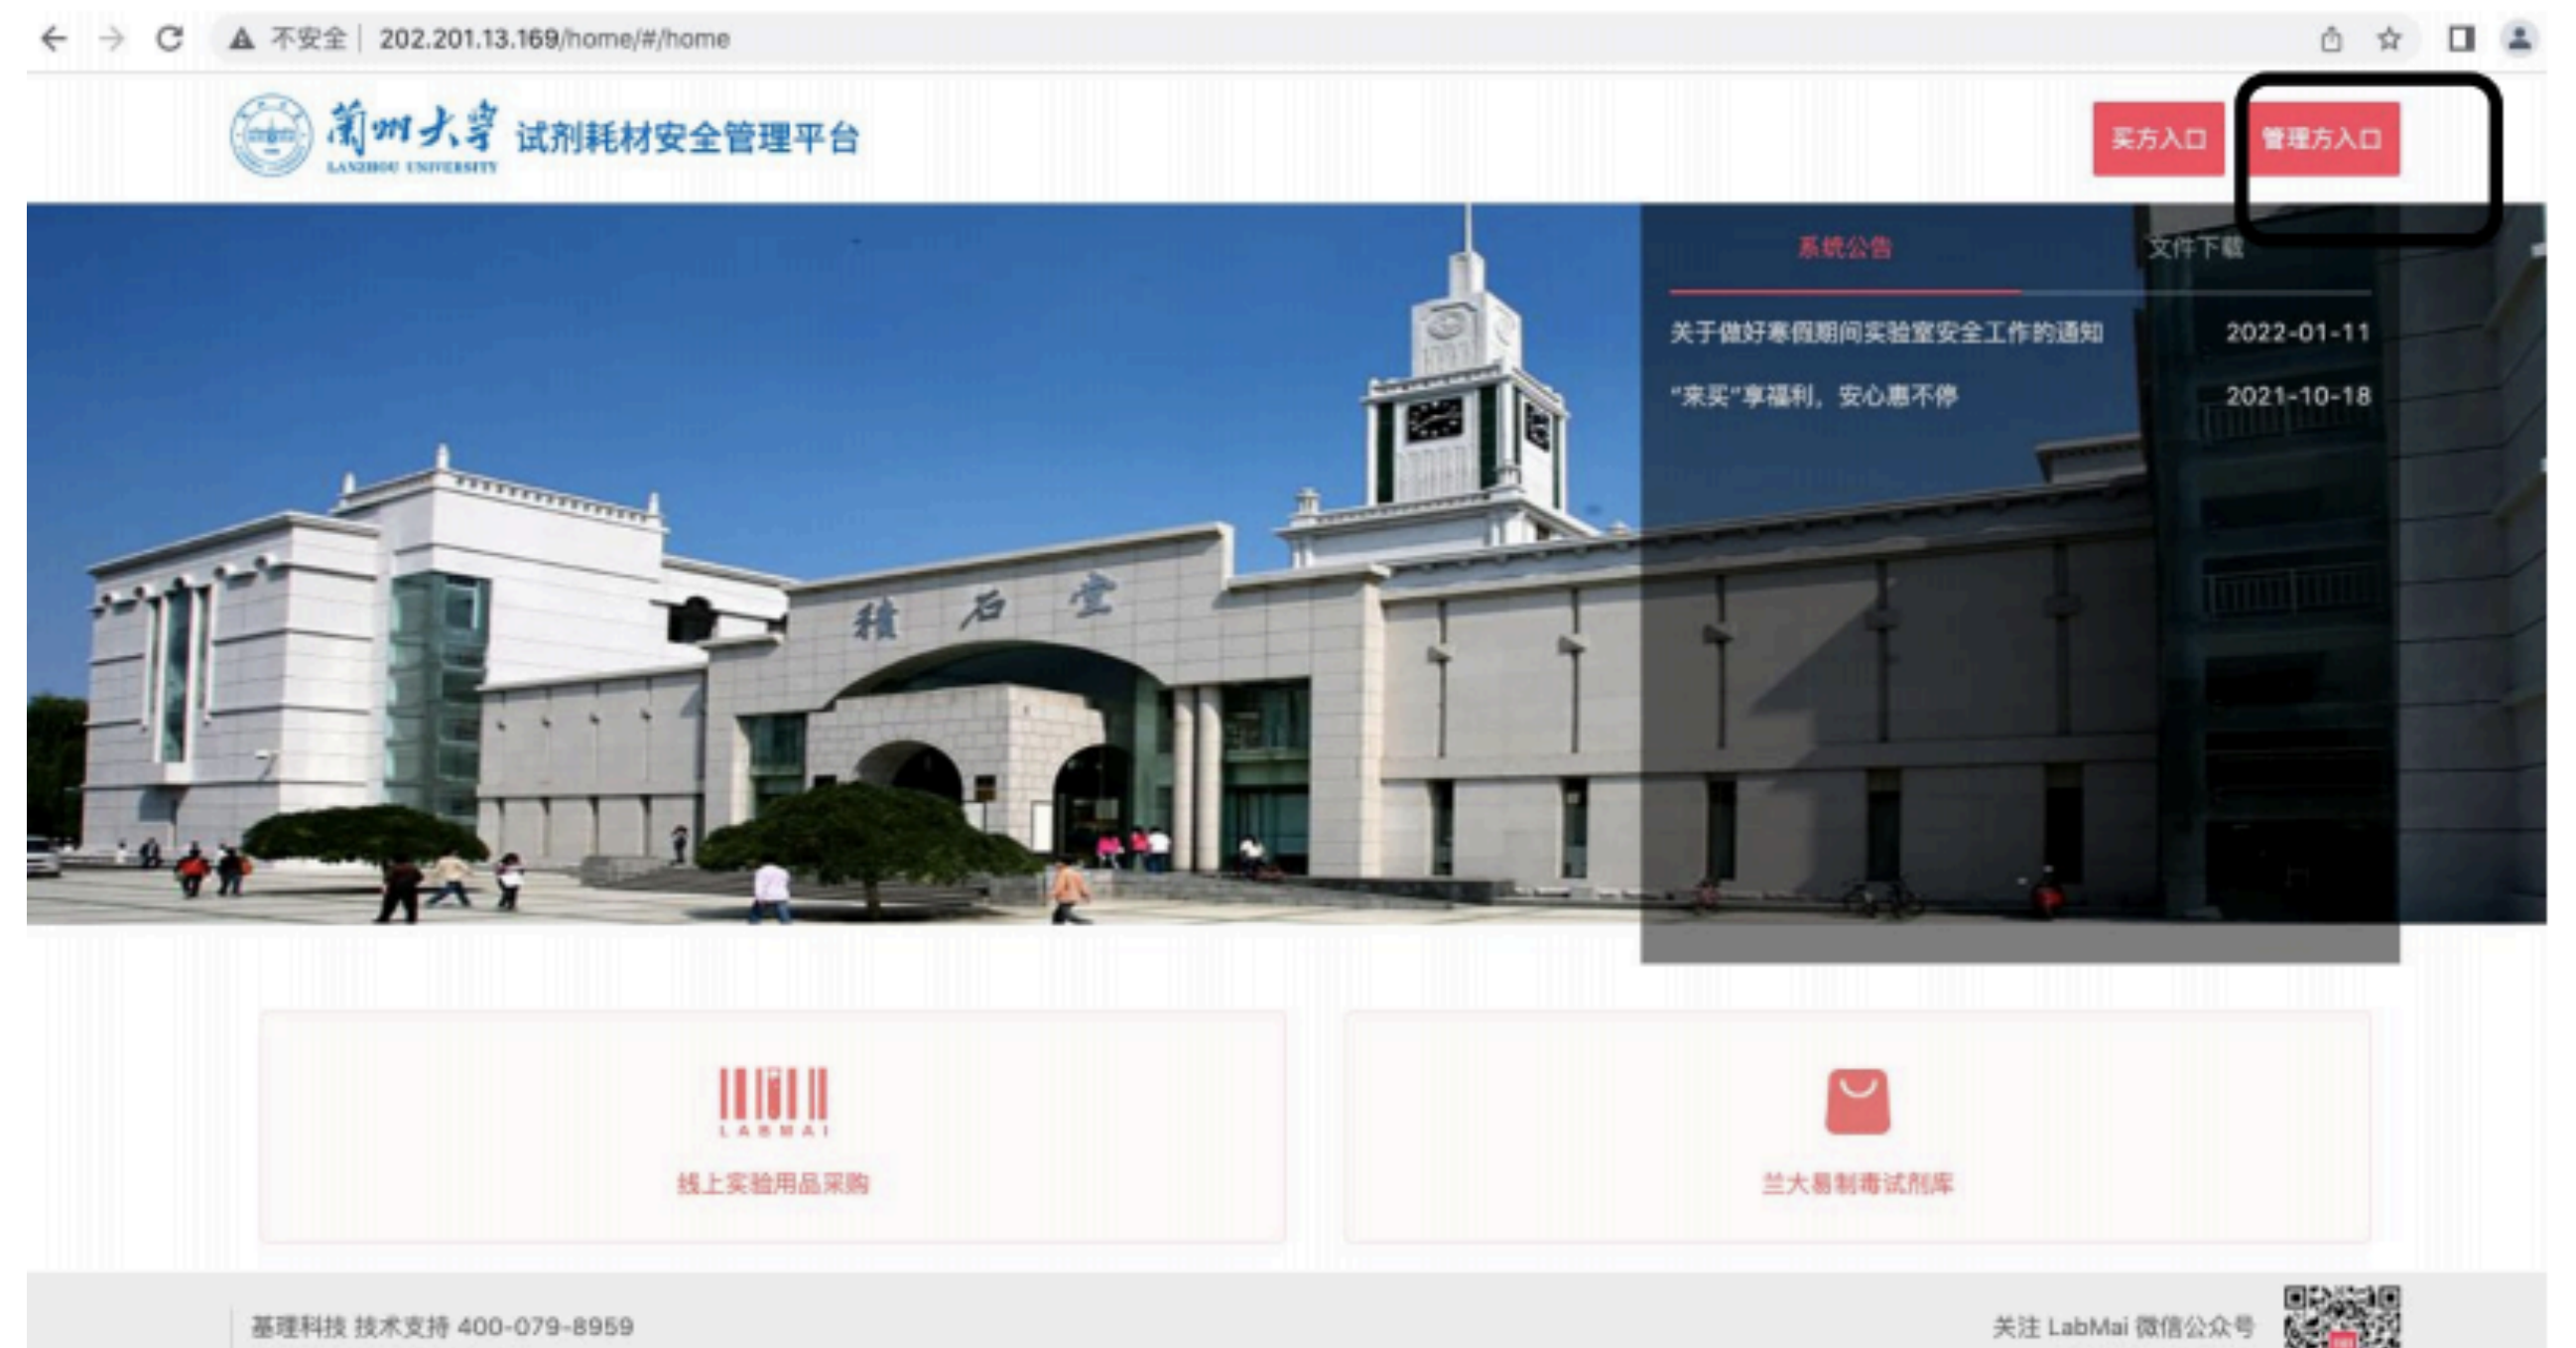 不安全 202.201.13.169/home/#/home
蘭州大学 试剂耗材安全管理平台
LANZHOU UNIVERSITY
买方入口 管理方入口
系统公告 文件下载
关于做好寒假期间实验室安全工作的通知 2022-01-11
“来买”享福利，安心惠不停 2021-10-18
積石堂
LABMAI
线上实验用品采购
兰大易制毒试剂库
基理科技 技术支持 400-079-8959
关注 LabMai 微信公众号